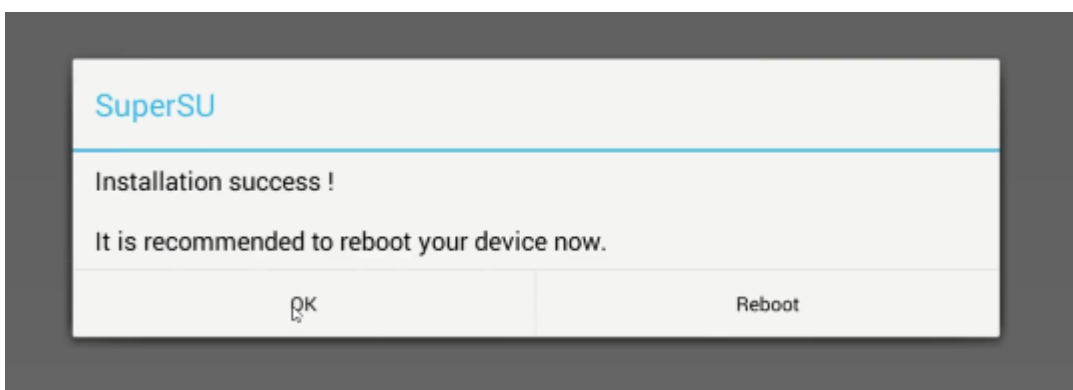 SuperSU
Installation success !
It is recommended to reboot your device now.
OK
Reboot